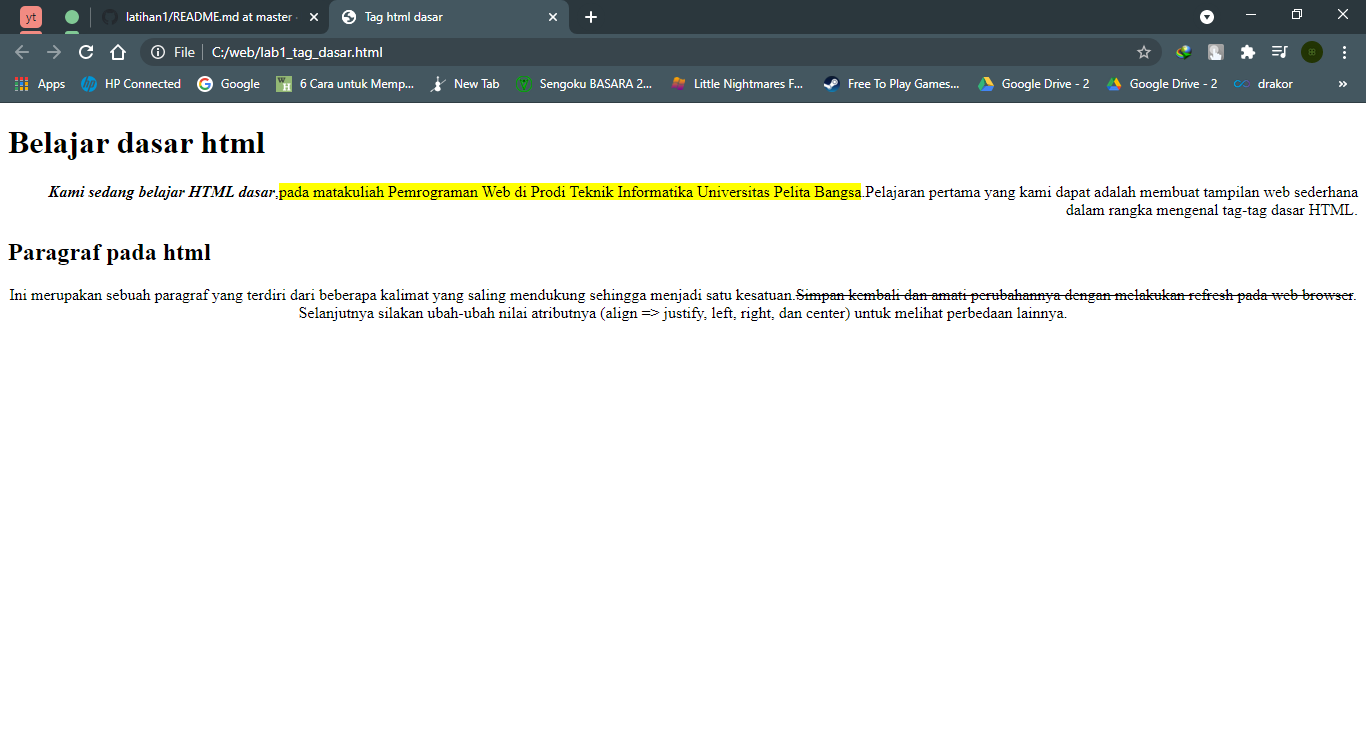 yt latihan1/README.md at master · Tag html dasar
File C:/web/lab1_tag_dasar.html
Apps HP Connected Google 6 Cara untuk Memp... New Tab Sengoku BASARA 2... Little Nightmares F... Free To Play Games... Google Drive - 2 Google Drive - 2 drakor »
Belajar dasar html
Kami sedang belajar HTML dasar,pada matakuliah Pemrograman Web di Prodi Teknik Informatika Universitas Pelita Bangsa.Pelajaran pertama yang kami dapat adalah membuat tampilan web sederhana
dalam rangka mengenal tag-tag dasar HTML.
Paragraf pada html
Ini merupakan sebuah paragraf yang terdiri dari beberapa kalimat yang saling mendukung sehingga menjadi satu kesatuan.Simpan kembali dan amati perubahannya dengan melakukan refresh pada web browser.
Selanjutnya silakan ubah-ubah nilai atributnya (align => justify, left, right, dan center) untuk melihat perbedaan lainnya.